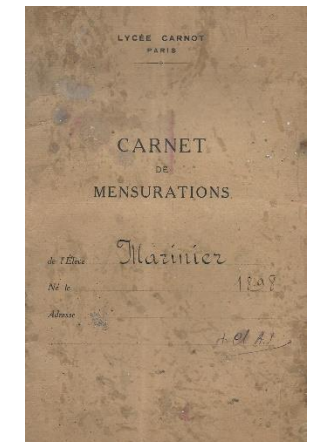 LYCÉE CARNOT
PARIS
CARNET
DE
MENSURATIONS
de l'Élève Marinier
Né le 1898
Adresse